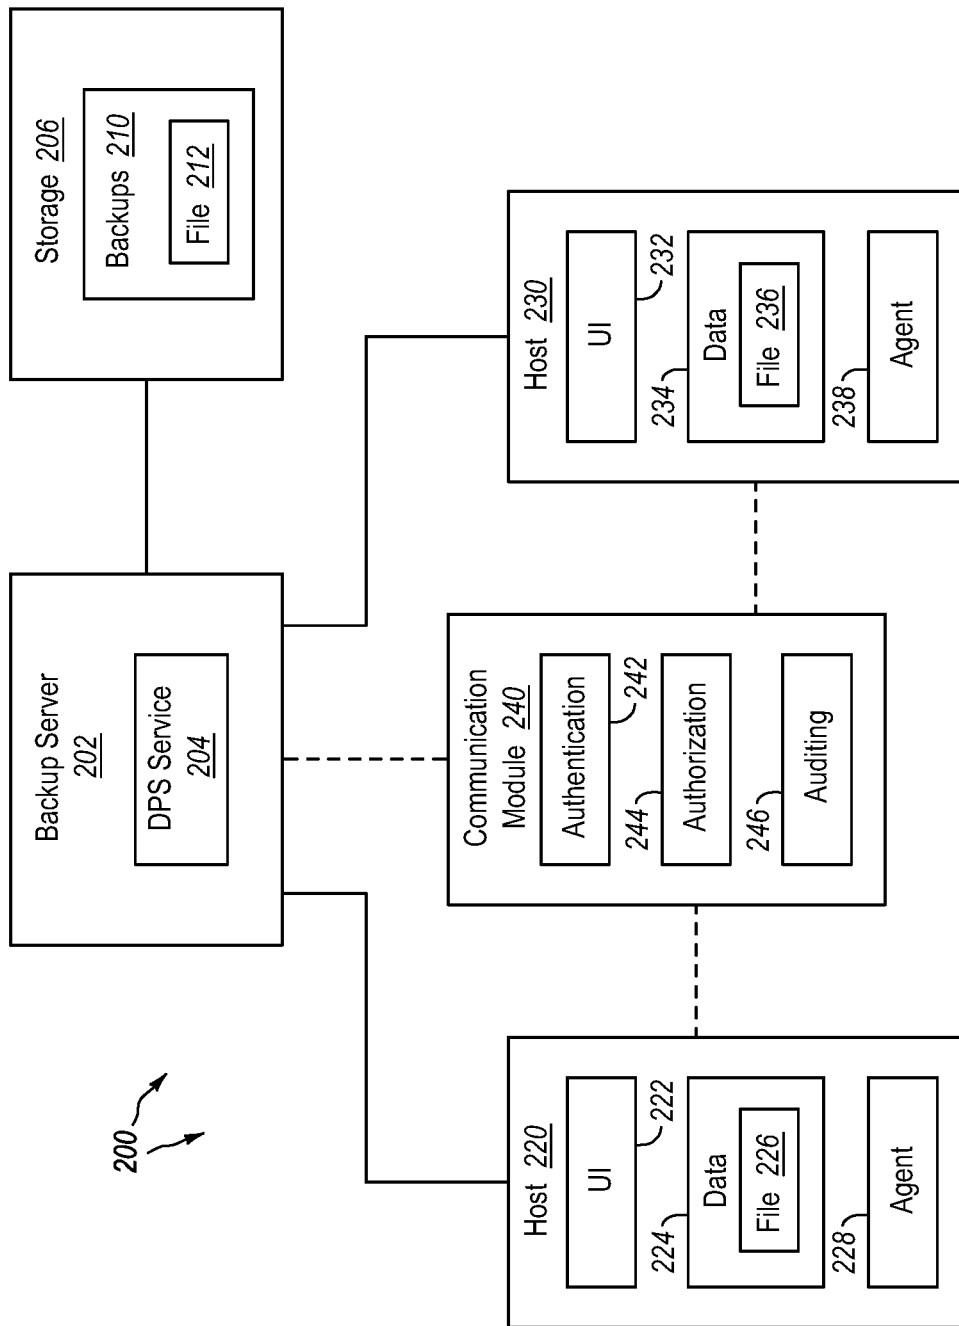 200
Backup Server
202
DPS Service
204
Storage 206
Backups 210
File 212
Host 220
UI
222
224
Data
File 226
228
Agent
Communication
Module 240
Authentication
242
244
Authorization
246
Auditing
Host 230
UI
232
234
Data
File 236
238
Agent